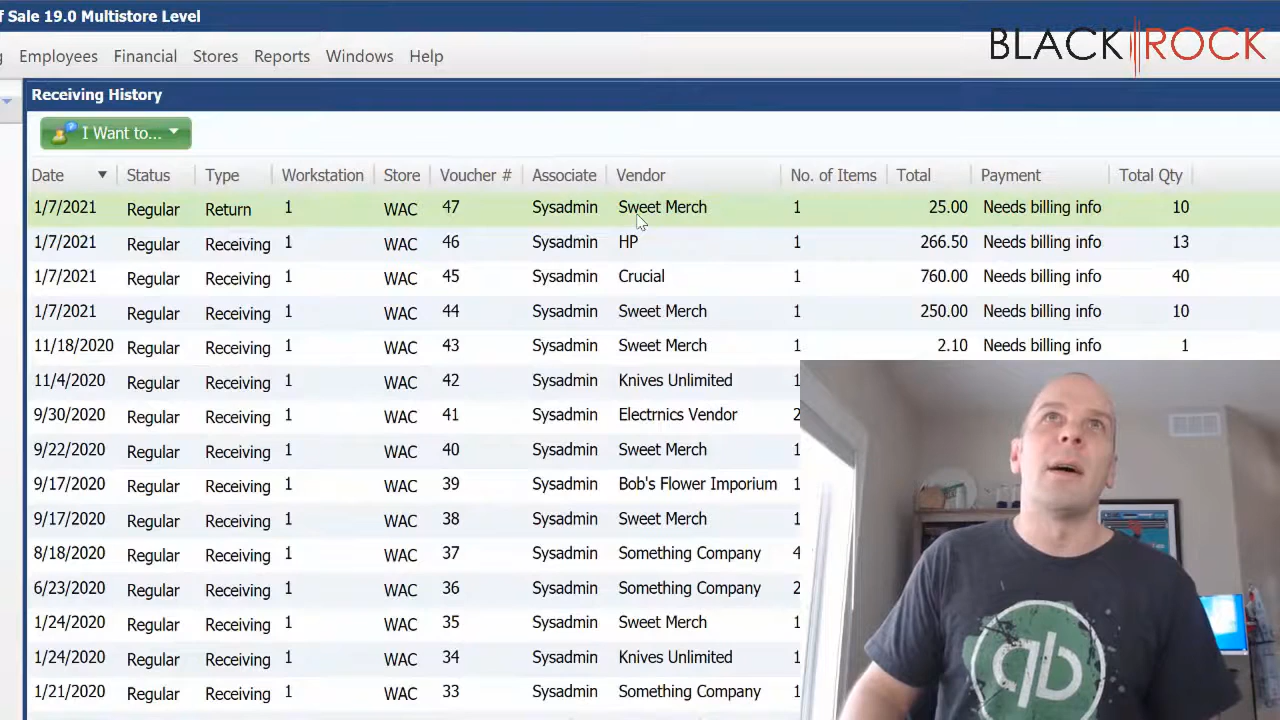 f Sale 19.0 Multistore Level
BLACK ROCK
g Employees Financial Stores Reports Windows Help
Receiving History
I Want to...
Date Status Type Workstation Store Voucher # Associate Vendor No. of Items Total Payment Total Qty
1/7/2021 Regular Return 1 WAC 47 Sysadmin Sweet Merch 1 25.00 Needs billing info 10
1/7/2021 Regular Receiving 1 WAC 46 Sysadmin HP 1 266.50 Needs billing info 13
1/7/2021 Regular Receiving 1 WAC 45 Sysadmin Crucial 1 760.00 Needs billing info 40
1/7/2021 Regular Receiving 1 WAC 44 Sysadmin Sweet Merch 1 250.00 Needs billing info 10
11/18/2020 Regular Receiving 1 WAC 43 Sysadmin Sweet Merch 1 2.10 Needs billing info 1
11/4/2020 Regular Receiving 1 WAC 42 Sysadmin Knives Unlimited 1
9/30/2020 Regular Receiving 1 WAC 41 Sysadmin Electrnics Vendor 2
9/22/2020 Regular Receiving 1 WAC 40 Sysadmin Sweet Merch 1
9/17/2020 Regular Receiving 1 WAC 39 Sysadmin Bob's Flower Imporium 1
9/17/2020 Regular Receiving 1 WAC 38 Sysadmin Sweet Merch 1
8/18/2020 Regular Receiving 1 WAC 37 Sysadmin Something Company 4
6/23/2020 Regular Receiving 1 WAC 36 Sysadmin Something Company 2
1/24/2020 Regular Receiving 1 WAC 35 Sysadmin Sweet Merch 1
1/24/2020 Regular Receiving 1 WAC 34 Sysadmin Knives Unlimited 1
1/21/2020 Regular Receiving 1 WAC 33 Sysadmin Something Company 1
qb